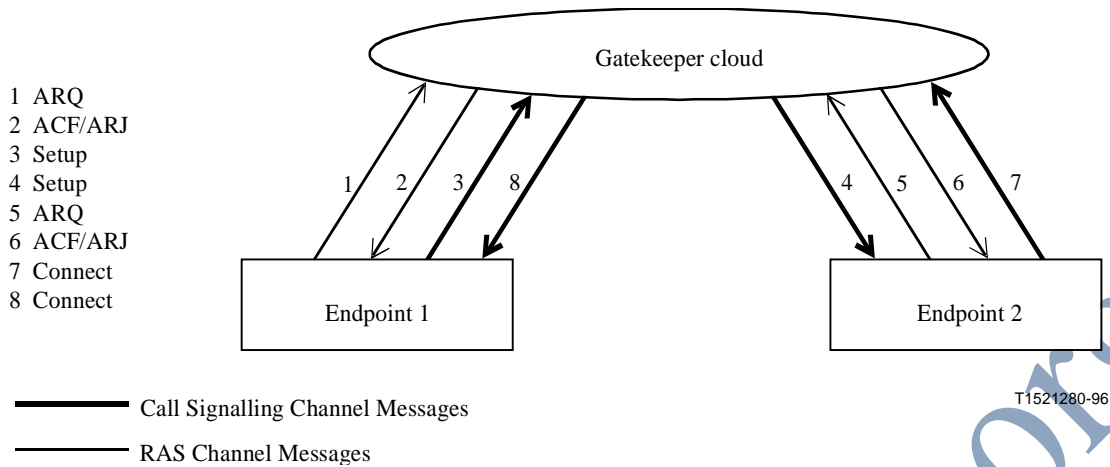 Gatekeeper cloud
1 ARQ
2 ACF/ARJ
3 Setup
4 Setup
5 ARQ
6 ACF/ARJ
7 Connect
8 Connect
1 2 3 8 4 5 6 7
Endpoint 1 Endpoint 2
Call Signalling Channel Messages
T1521280-96
RAS Channel Messages